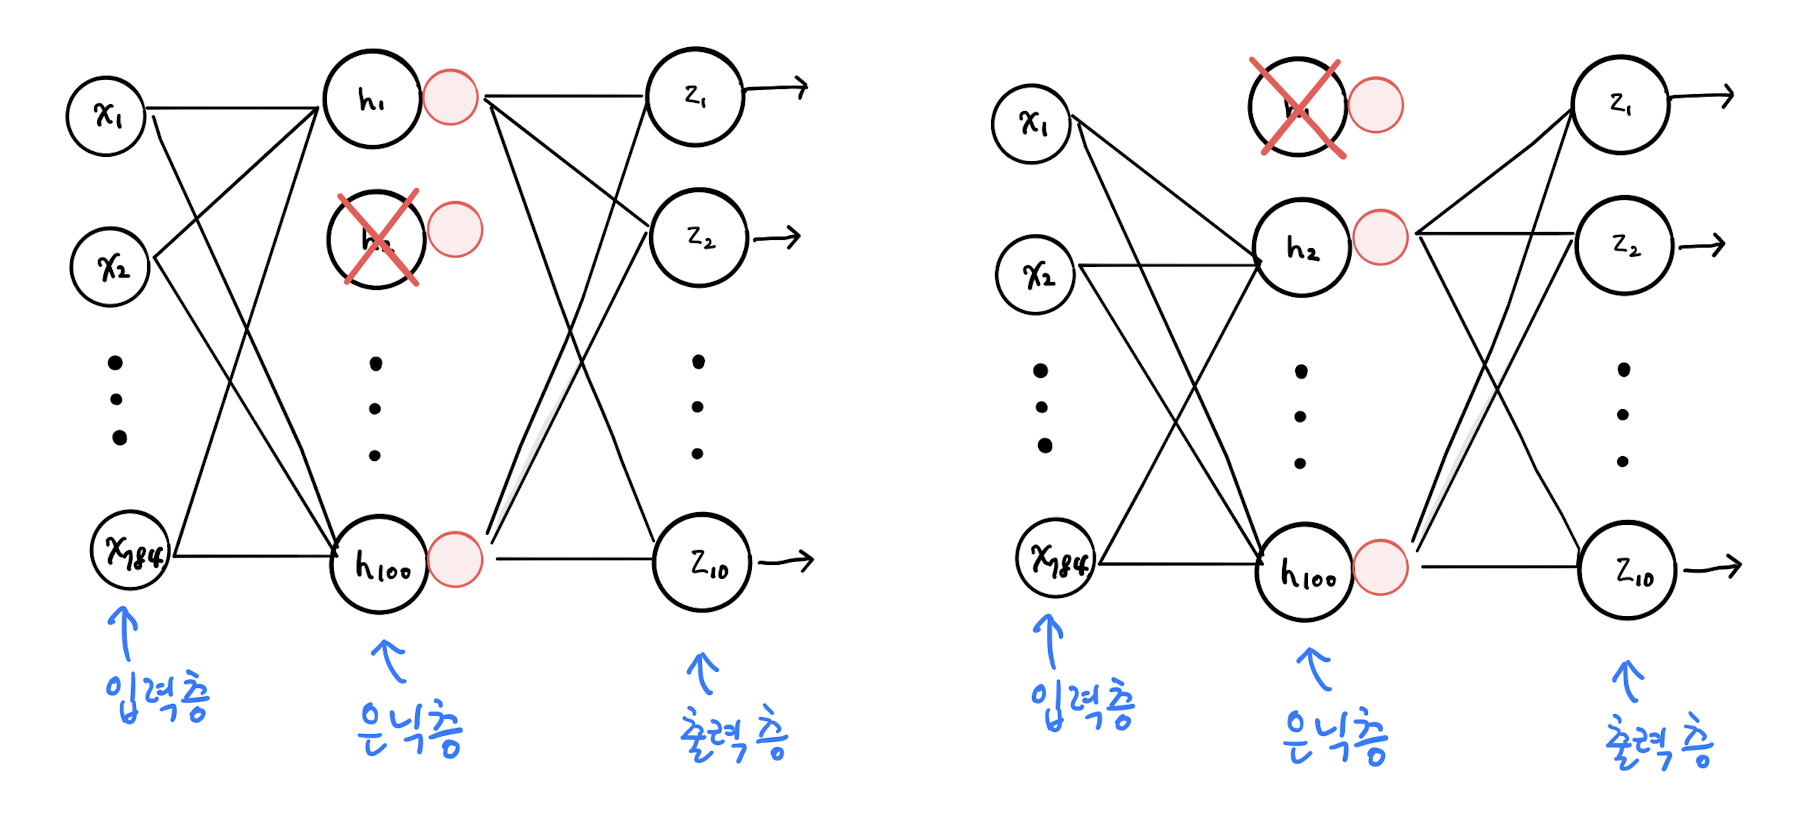 x₁ h₁ z₁
x₂ h₂ z₂
x₇₈₄ h₁₀₀ z₁₀
입력층 은닉층 출력층
x₁ h₁ z₁
x₂ h₂ z₂
x₇₈₄ h₁₀₀ z₁₀
입력층 은닉층 출력층